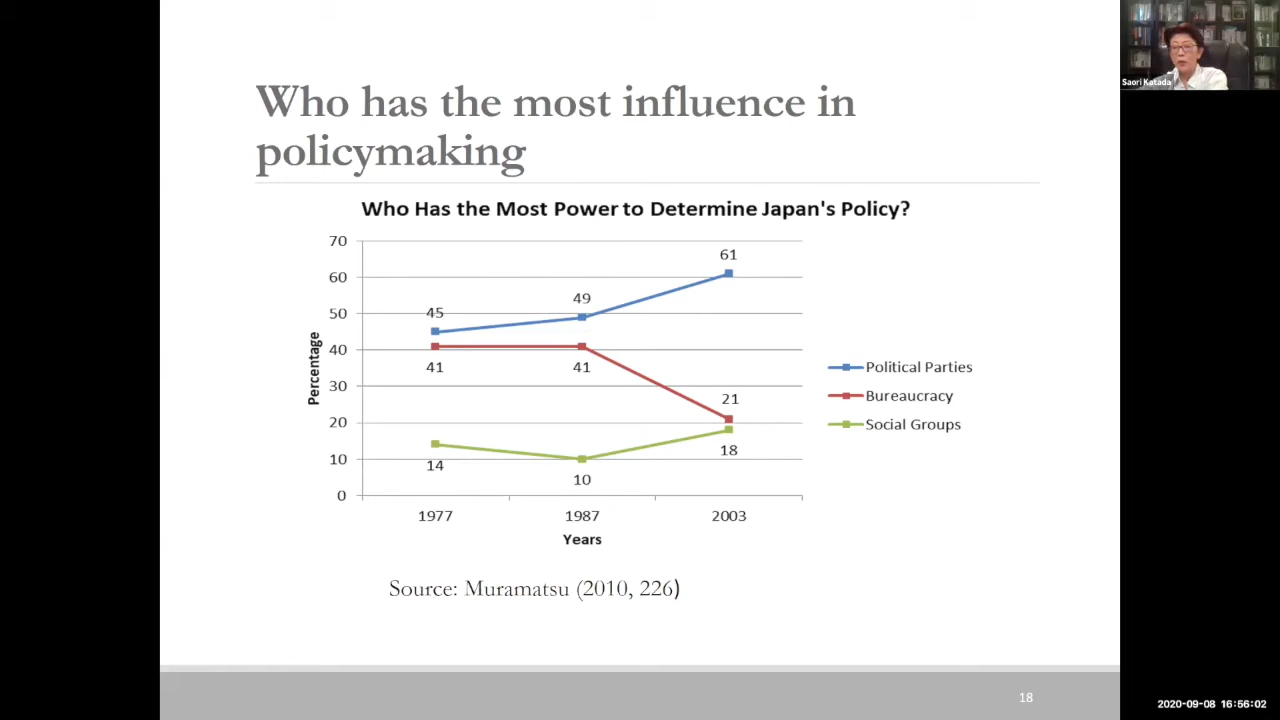 Who has the most influence in
policymaking
Who Has the Most Power to Determine Japan's Policy?
70
60
50
40
30
20
10
0
Percentage
45
49
61
41
41
21
14
10
18
1977
1987
2003
Years
Political Parties
Bureaucracy
Social Groups
Source: Muramatsu (2010, 226)
18
Saori Katada
2020-09-08 16:56:02